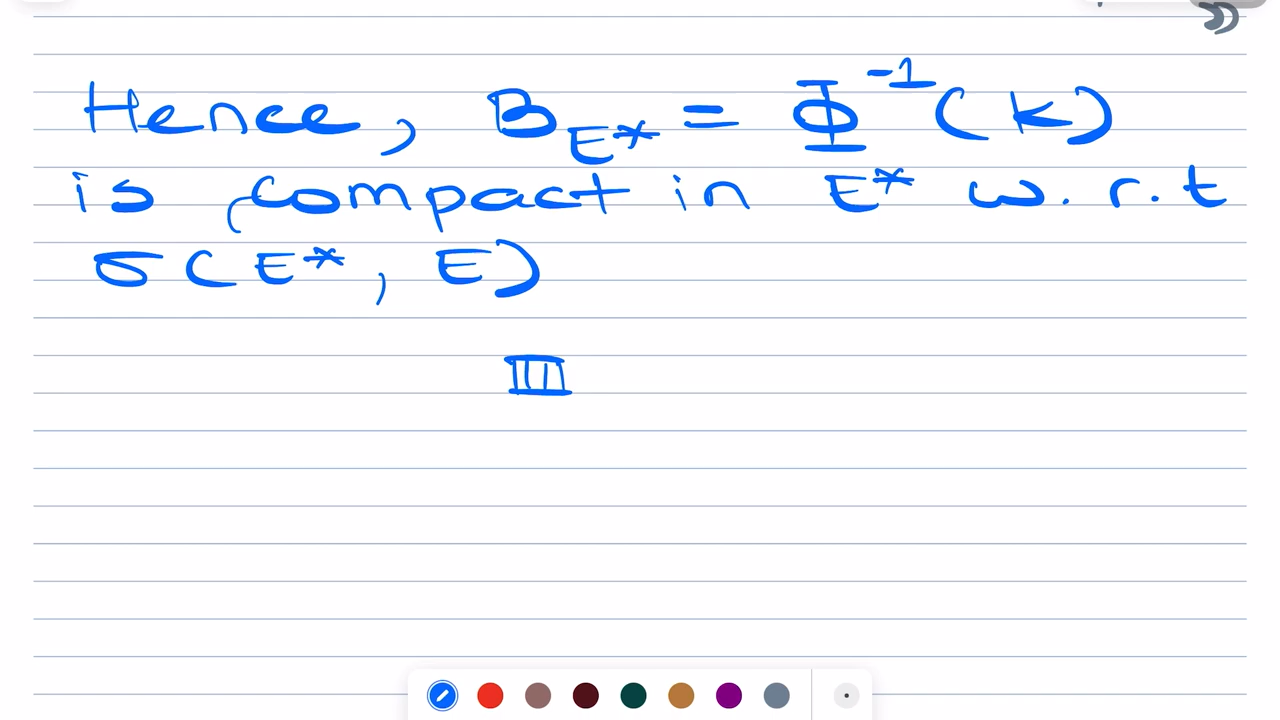 Hence, B_{E*} = Φ^{-1}(K)
is compact in E* w.r.t
σ(E*, E)